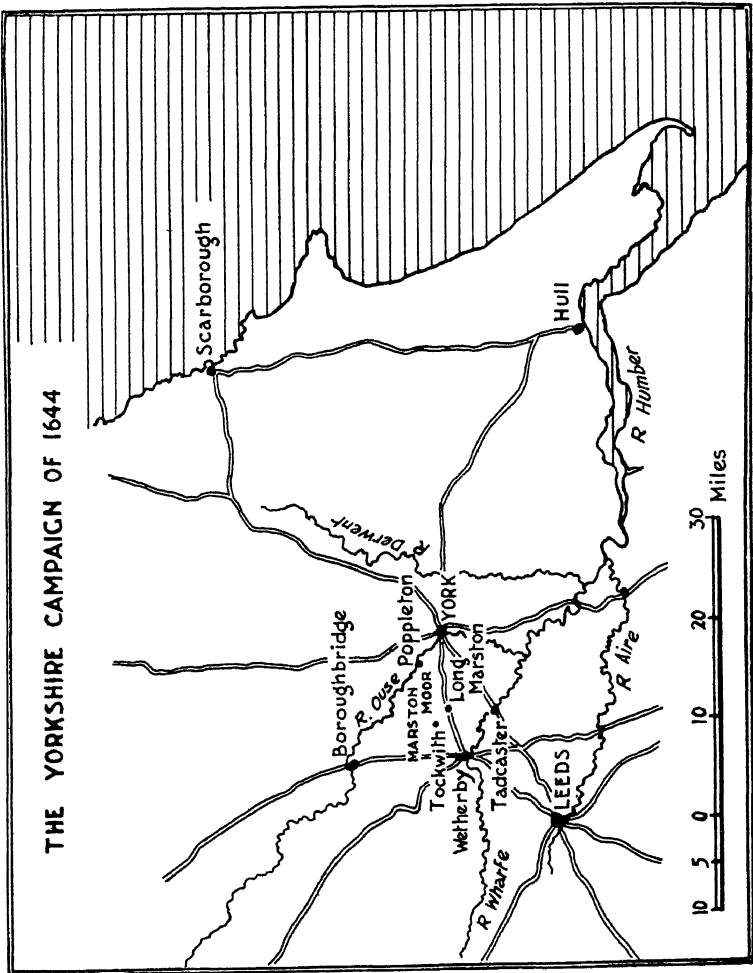 THE YORKSHIRE CAMPAIGN OF 1644
Scarborough
R Derwent
Boroughbridge
R. Ouse
Poppleton
YORK
MARSTON
MOOR
Tockwith
Long
Marston
Wetherby
Tadcaster
R Wharfe
LEEDS
R Aire
Hull
R Humber
10 5 0 10 20 30
Miles